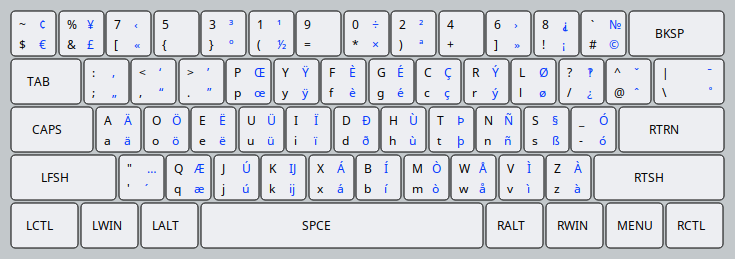 ~ ¢ % ¥ 7 ‹ 5 3 ³ 1 ¹ 9 0 ÷ 2 ² 4 6 › 8 ` № BKSP
$ € & £ [ « { } º ( ½ = * × ) ª + ] » ! ¡ # ©
TAB : ‚ < ‘ > ’ P Œ Y Ÿ F È G É C Ç R Ý L Ø ? ‽ ^ ˇ | ¯
; „ , “ . ” p œ y ÿ f è g é c ç r ý l ø / ¿ @ ˆ \ °
CAPS A Ä O Ö E Ë U Ü I Ï D Ð H Ù T Þ N Ñ S § _ Ó RTRN
a ä o ö e ë u ü i ï d ð h ù t þ n ñ s ß - ó
LFSH " … Q Æ J Ú K Ĳ X Á B Í M Ò W Å V Ì Z À RTSH
' ´ q æ j ú k ĳ x á b í m ò w å v ì z à
LCTL LWIN LALT SPCE RALT RWIN MENU RCTL